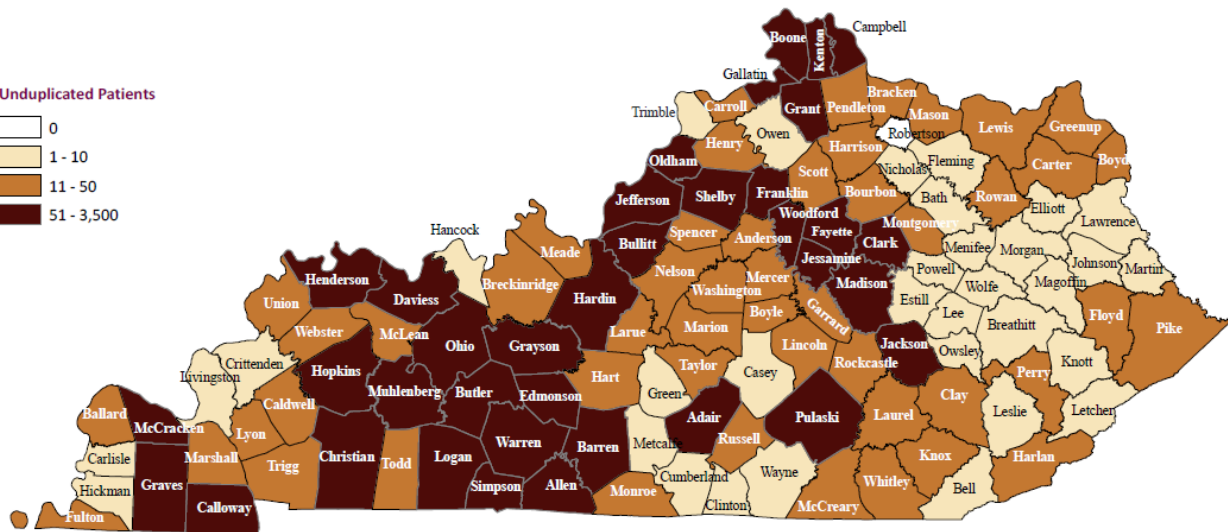 Unduplicated Patients
0
1 - 10
11 - 50
51 - 3,500
Boone
Kenton
Campbell
Gallatin
Grant
Pendleton
Bracken
Mason
Robertson
Lewis
Greenup
Trimble
Carroll
Owen
Henry
Harrison
Nicholas
Fleming
Carter
Boyd
Oldham
Shelby
Franklin
Scott
Bourbon
Bath
Rowan
Elliott
Lawrence
Jefferson
Woodford
Fayette
Montgomery
Bullitt
Spencer
Anderson
Jessamine
Clark
Menifee
Morgan
Johnson
Martin
Hancock
Meade
Nelson
Mercer
Washington
Madison
Powell
Wolfe
Magoffin
Henderson
Daviess
Breckinridge
Hardin
Boyle
Garrard
Estill
Lee
Breathitt
Floyd
Pike
Union
Webster
McLean
Ohio
Grayson
Larue
Marion
Lincoln
Rockcastle
Jackson
Owsley
Knott
Crittenden
Livingston
Hopkins
Muhlenberg
Butler
Edmonson
Hart
Green
Taylor
Casey
Perry
Letcher
Leslie
Clay
Ballard
McCracken
Caldwell
Lyon
Warren
Barren
Metcalfe
Adair
Russell
Pulaski
Laurel
Knox
Harlan
Carlisle
Marshall
Trigg
Christian
Todd
Logan
Simpson
Allen
Monroe
Cumberland
Clinton
Wayne
McCreary
Whitley
Bell
Hickman
Graves
Calloway
Fulton